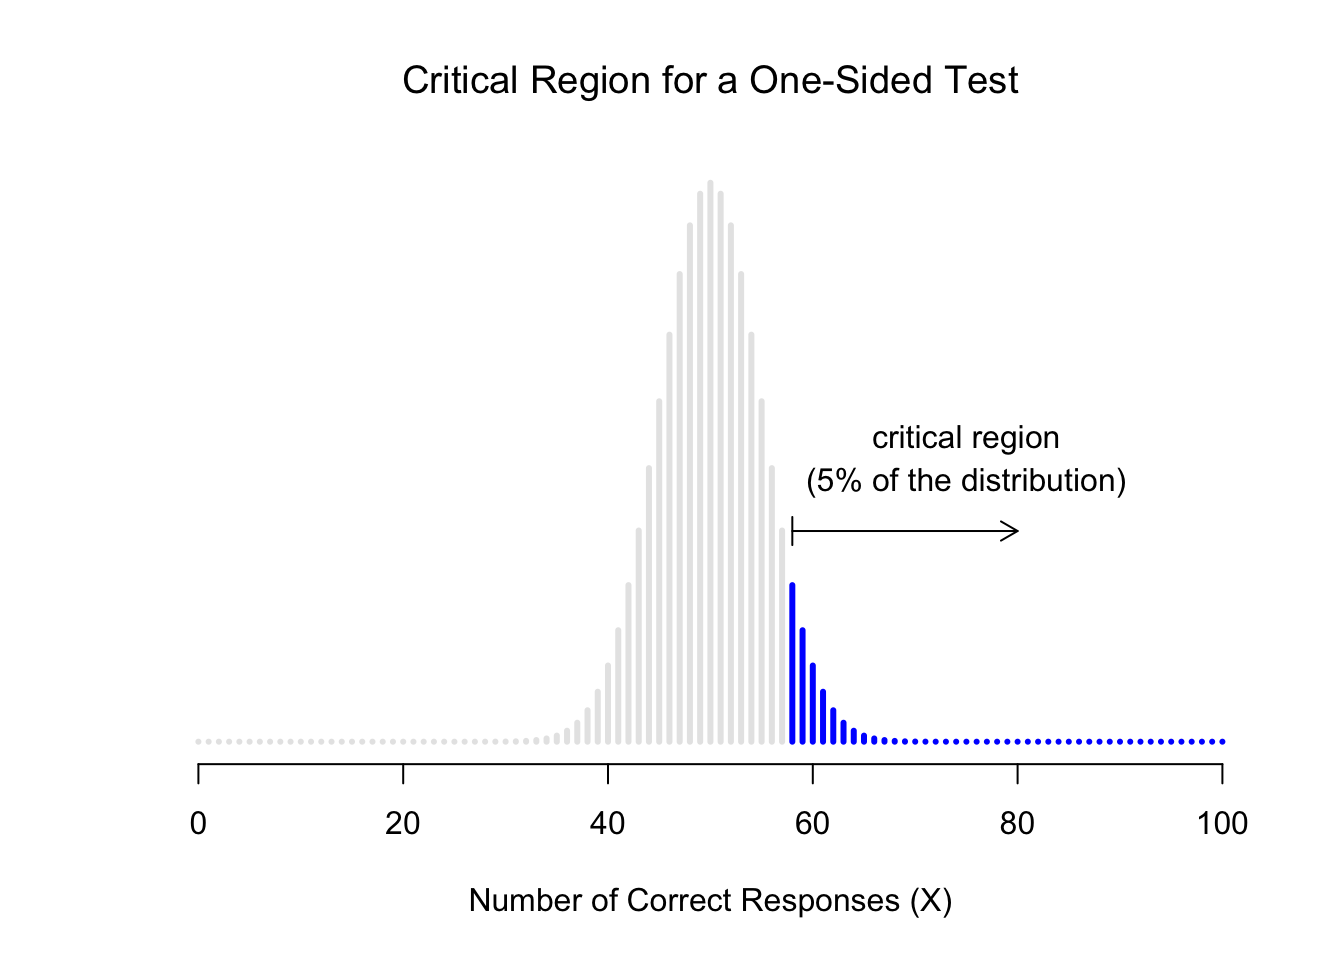 Critical Region for a One-Sided Test
critical region
(5% of the distribution)
0 20 40 60 80 100
Number of Correct Responses (X)